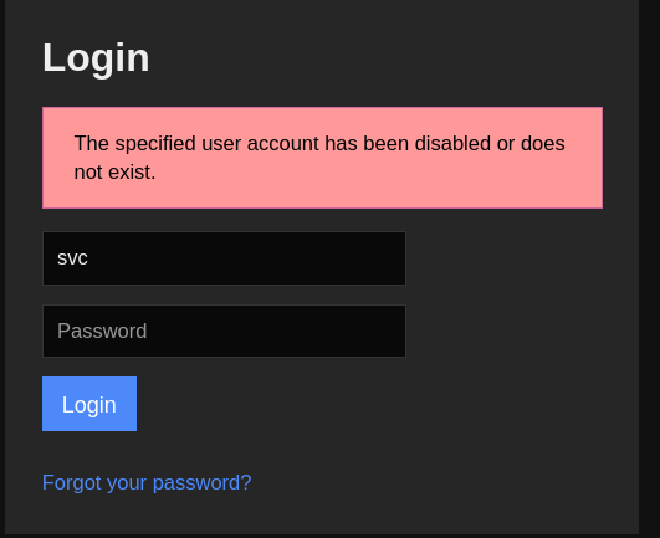 Login
The specified user account has been disabled or does
not exist.
svc
Password
Login
Forgot your password?